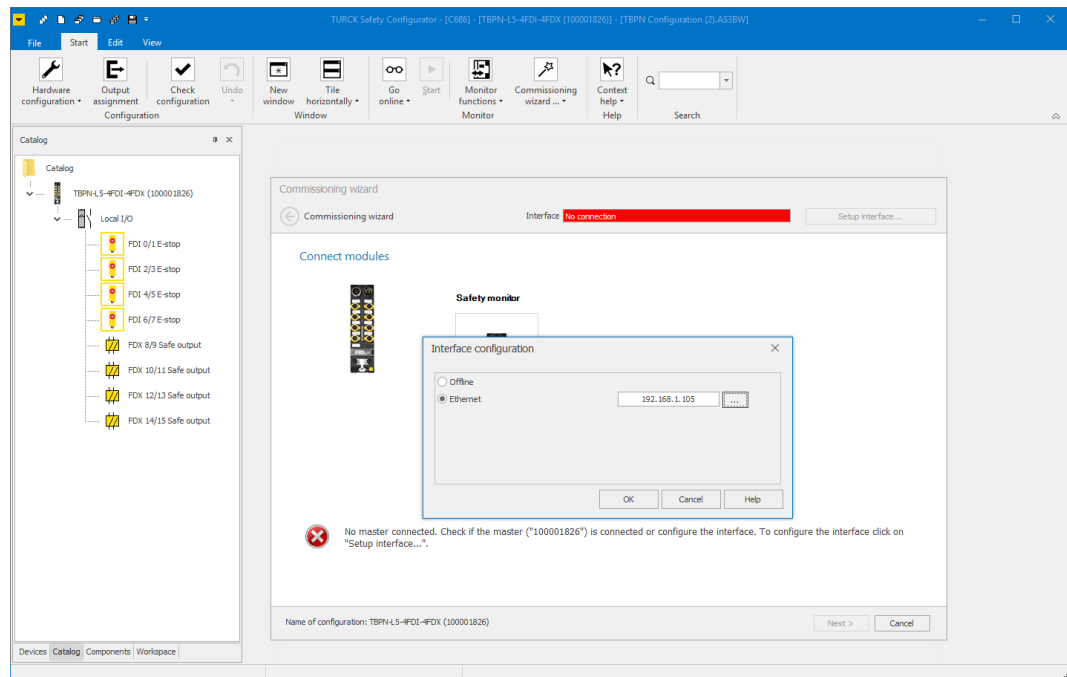 TURCK Safety Configurator - [C686] - [TBPN-L5-4FDI-4FDX (100001826)] - [TBPN Configuration (2).AS3BW]
File Start Edit View
Hardware configuration
Output assignment
Check configuration
Undo
New window
Tile horizontally
Go online
Start
Monitor functions
Commissioning wizard ...
Context help
Configuration Window Monitor Help Search
Catalog
Catalog
TBPN-L5-4FDI-4FDX (100001826)
Local I/O
FDI 0/1 E-stop
FDI 2/3 E-stop
FDI 4/5 E-stop
FDI 6/7 E-stop
FDX 8/9 Safe output
FDX 10/11 Safe output
FDX 12/13 Safe output
FDX 14/15 Safe output
Devices Catalog Components Workspace
Commissioning wizard
Commissioning wizard Interface No connection Setup interface...
Connect modules
Safety monitor
Interface configuration
Offline
Ethernet 192.168.1.105 ...
OK Cancel Help
No master connected. Check if the master ("100001826") is connected or configure the interface. To configure the interface click on
"Setup interface...".
Name of configuration: TBPN-L5-4FDI-4FDX (100001826) Next > Cancel